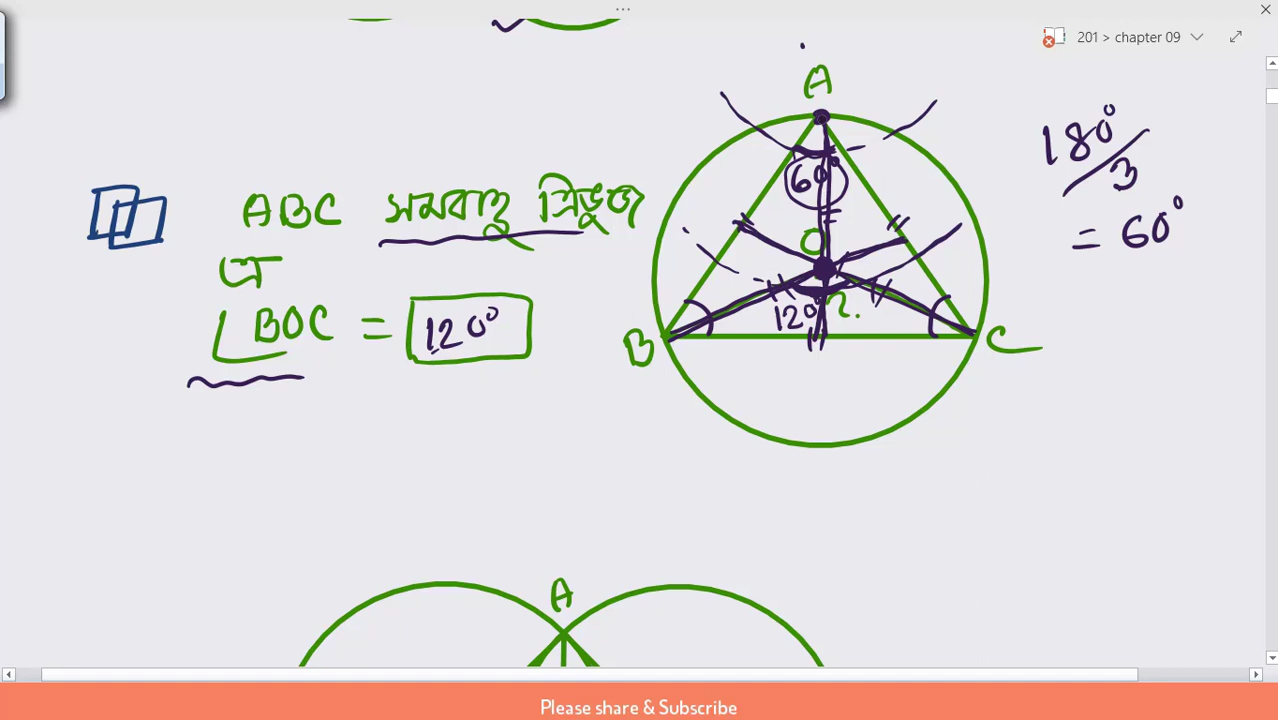 201 > chapter 09
A
180°/3
= 60°
60°
ABC সমবাহু ত্রিভুজ
এ
∠BOC = 120°
O
120°
?.
B
C
A
Please share & Subscribe